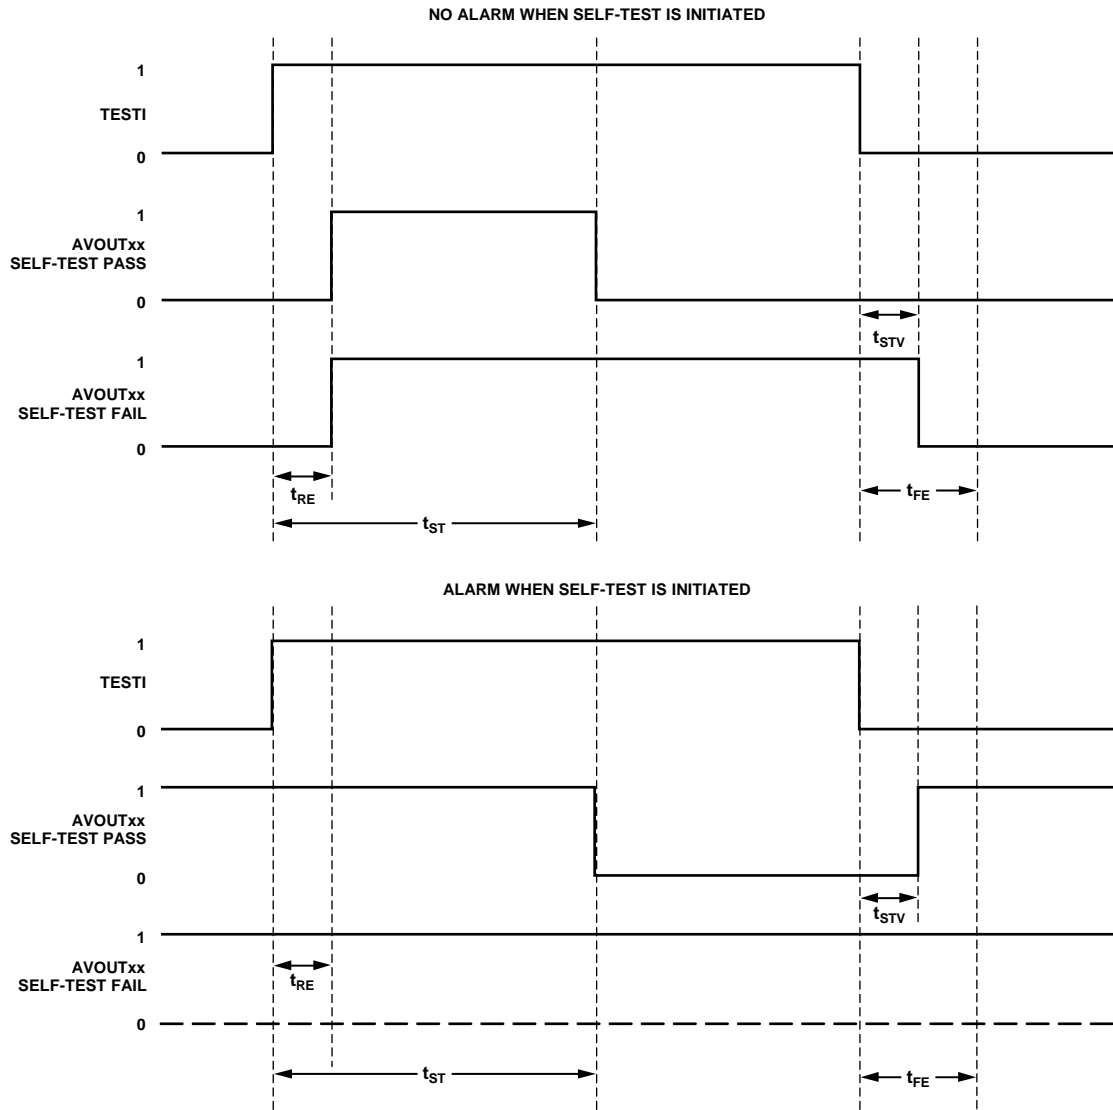 NO ALARM WHEN SELF-TEST IS INITIATED
1
TESTI
0
1
AVOUTxx
SELF-TEST PASS
0
tSTV
1
AVOUTxx
SELF-TEST FAIL
0
tRE
tFE
tST
ALARM WHEN SELF-TEST IS INITIATED
1
TESTI
0
1
AVOUTxx
SELF-TEST PASS
0
tSTV
1
AVOUTxx
SELF-TEST FAIL
tRE
0
tST
tFE